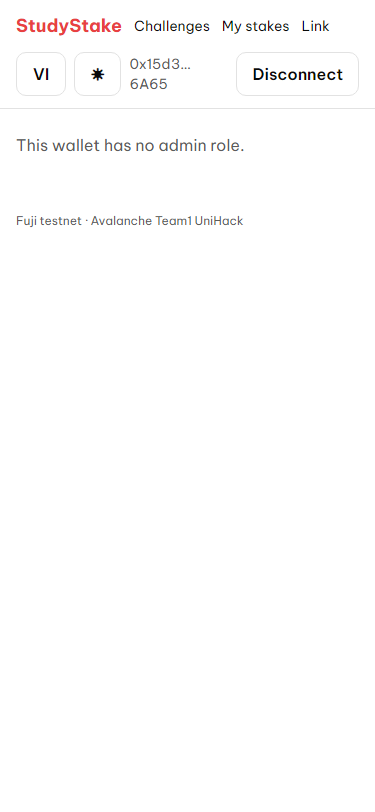 StudyStake Challenges My stakes Link
VI 0x15d3... Disconnect
6A65
This wallet has no admin role.
Fuji testnet · Avalanche Team1 UniHack